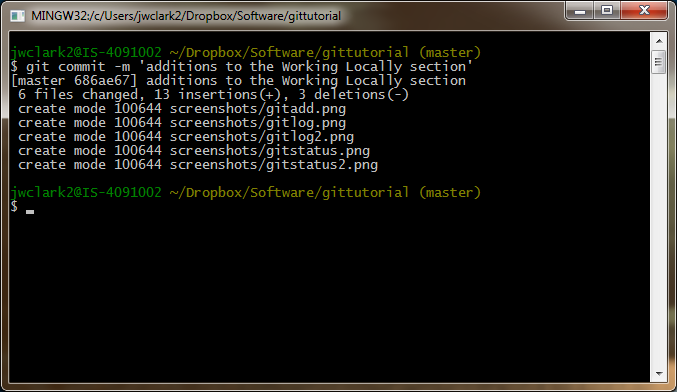 MINGW32:/c/Users/jwclark2/Dropbox/Software/gittutorial
jwclark2@IS-4091002 ~/Dropbox/Software/gittutorial (master)
$ git commit -m 'additions to the Working Locally section'
[master 686ae67] additions to the Working Locally section
 6 files changed, 13 insertions(+), 3 deletions(-)
 create mode 100644 screenshots/gitadd.png
 create mode 100644 screenshots/gitlog.png
 create mode 100644 screenshots/gitlog2.png
 create mode 100644 screenshots/gitstatus.png
 create mode 100644 screenshots/gitstatus2.png
jwclark2@IS-4091002 ~/Dropbox/Software/gittutorial (master)
$